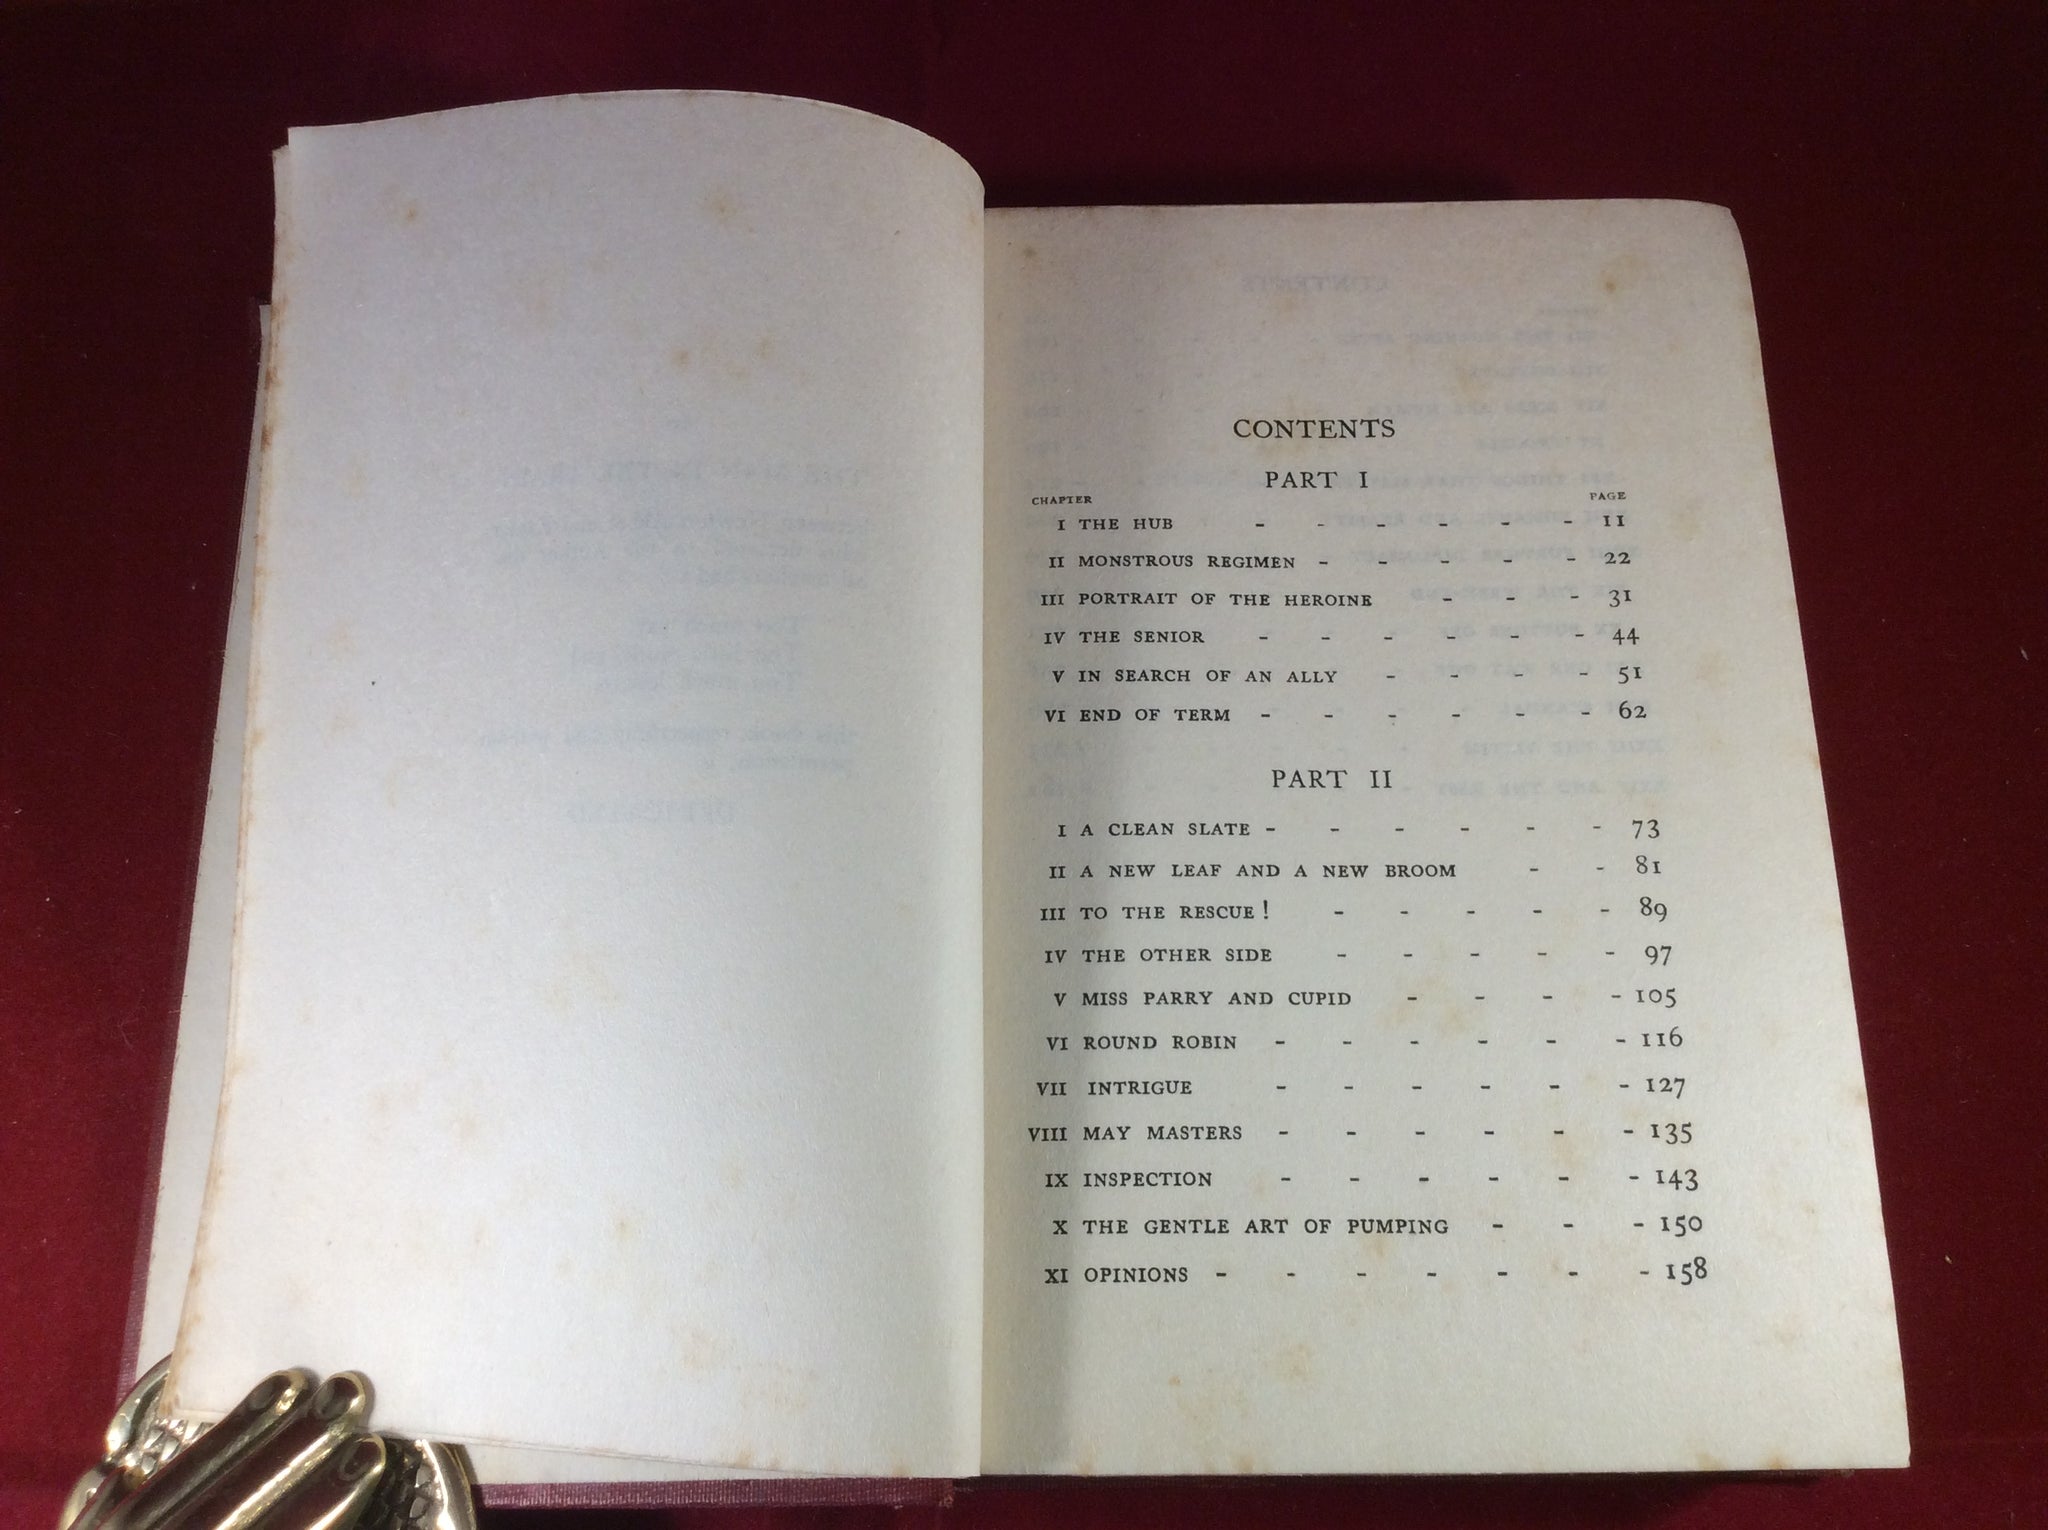 CONTENTS
PART I
CHAPTER PAGE
I THE HUB - - - - - - 11
II MONSTROUS REGIMEN - - - - - 22
III PORTRAIT OF THE HEROINE - - - 31
IV THE SENIOR - - - - - - 44
V IN SEARCH OF AN ALLY - - - - 51
VI END OF TERM - - - - - - 62
PART II
I A CLEAN SLATE - - - - - - 73
II A NEW LEAF AND A NEW BROOM - - 81
III TO THE RESCUE! - - - - - 89
IV THE OTHER SIDE - - - - - 97
V MISS PARRY AND CUPID - - - - 105
VI ROUND ROBIN - - - - - - 116
VII INTRIGUE - - - - - - 127
VIII MAY MASTERS - - - - - - 135
IX INSPECTION - - - - - - 143
X THE GENTLE ART OF PUMPING - - - 150
XI OPINIONS - - - - - - - 158